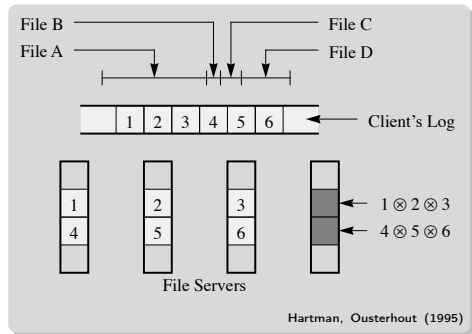 File B
File C
File A
File D
1 2 3 4 5 6
Client's Log
1 2 3 1 ⊗ 2 ⊗ 3
4 5 6 4 ⊗ 5 ⊗ 6
File Servers
Hartman, Ousterhout (1995)